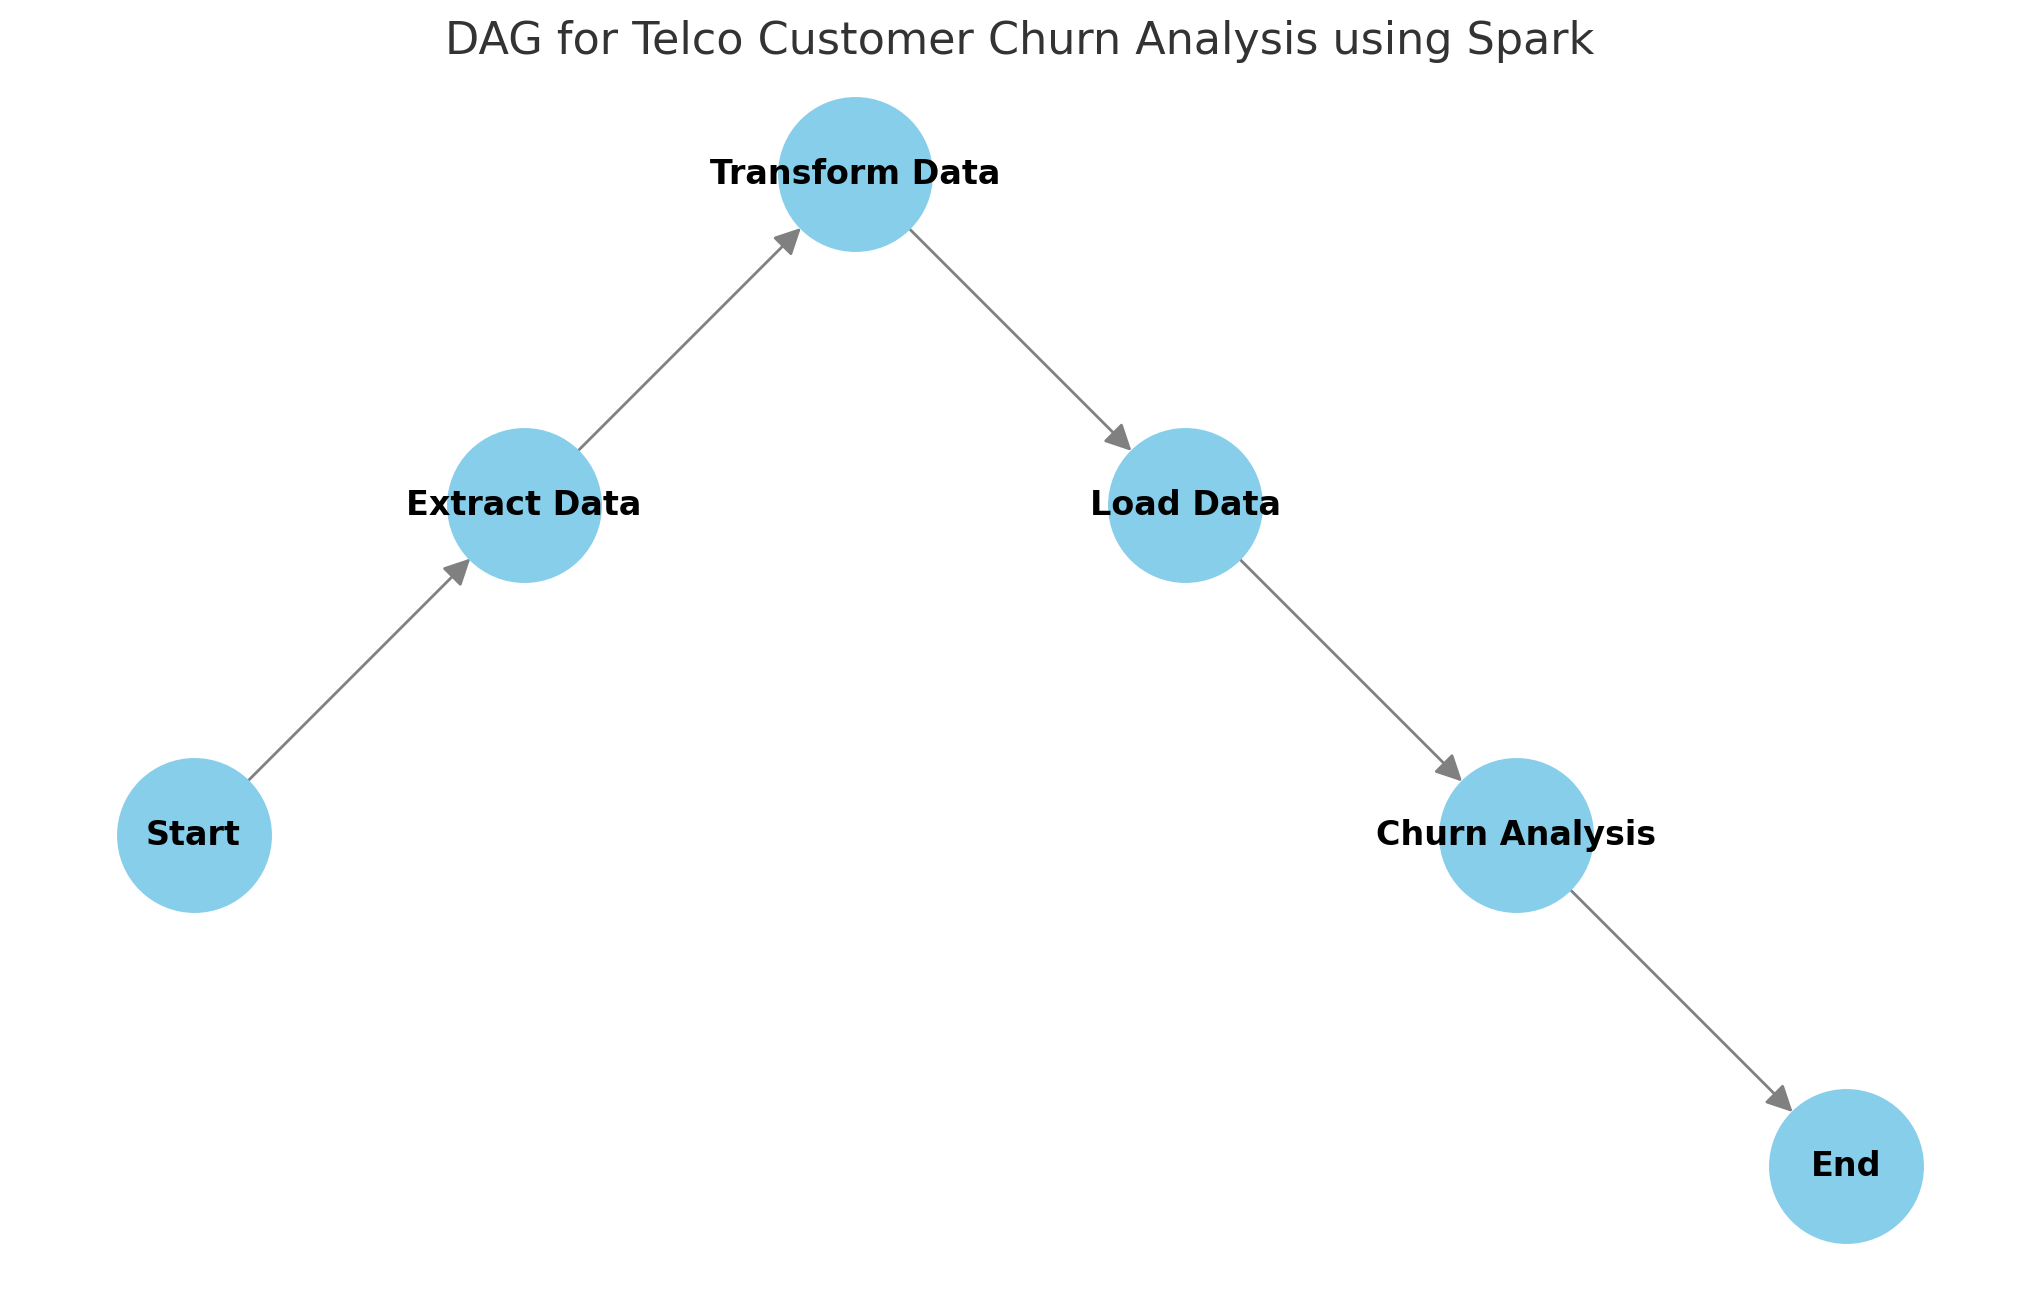 DAG for Telco Customer Churn Analysis using Spark
Transform Data
Extract Data
Load Data
Start
Churn Analysis
End